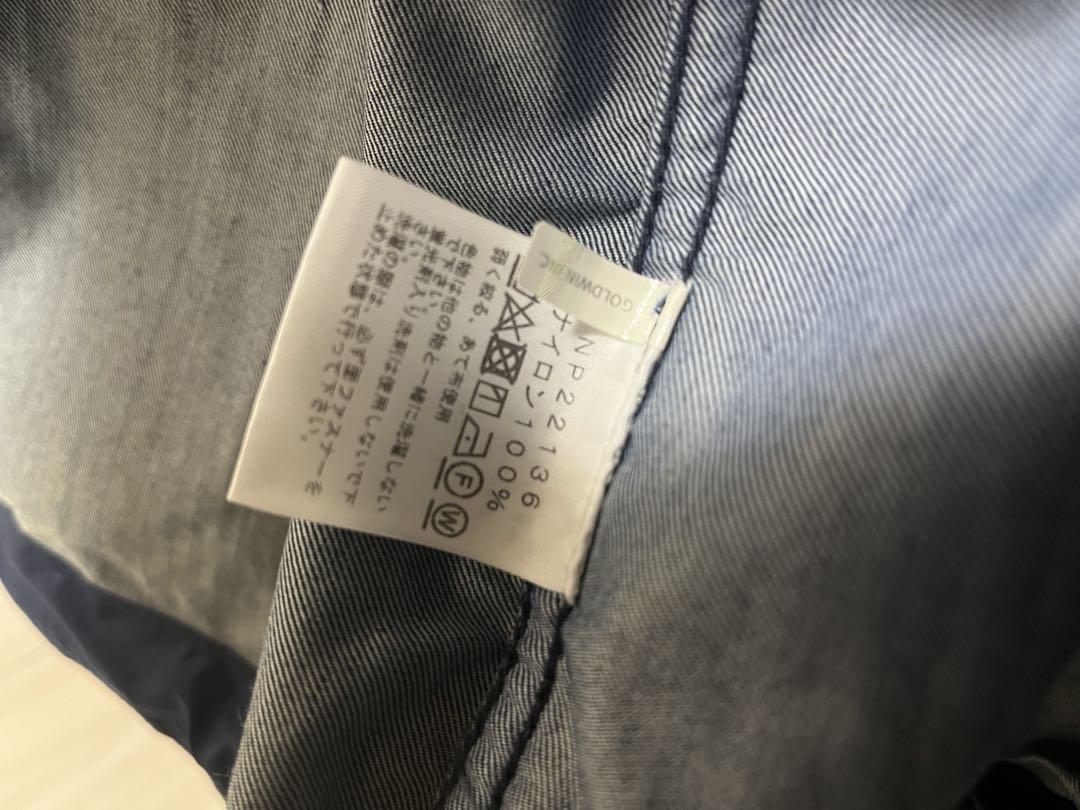 GOLDWIN INC
NP22136
ナイロン100%
W F
弱く絞る、あて布使用
色物は他の物と一緒に洗濯しない
で下さい。
蛍光剤入り洗剤は使用しないで下
さい。
洗濯の際は、必ず面ファスナーを
止めた状態で行って下さい。